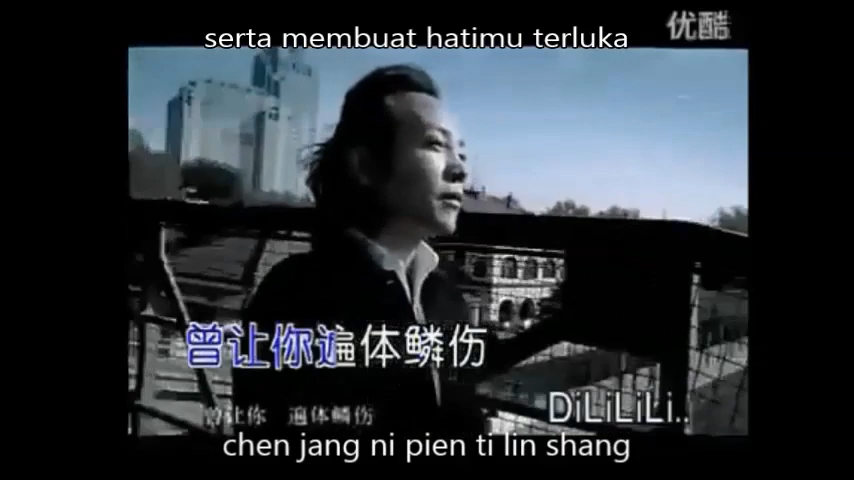 优酷
serta membuat hatimu terluka
曾让你遍体鳞伤
DiLiLiLi..
曾让你 遍体鳞伤
chen jang ni pien ti lin shang